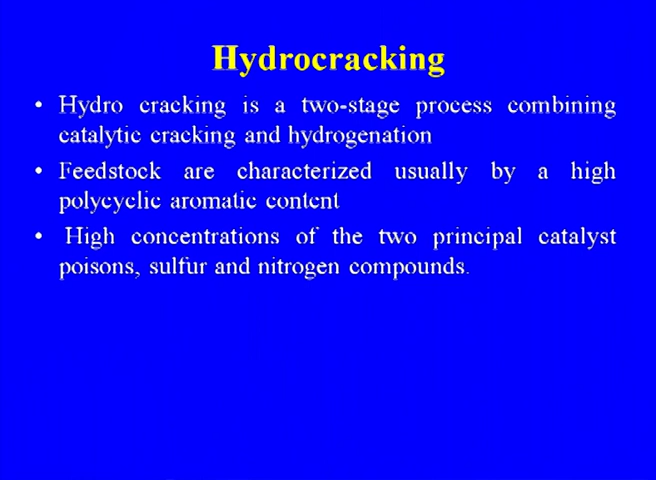 Hydrocracking
• Hydro cracking is a two-stage process combining
catalytic cracking and hydrogenation
• Feedstock are characterized usually by a high
polycyclic aromatic content
• High concentrations of the two principal catalyst
poisons, sulfur and nitrogen compounds.